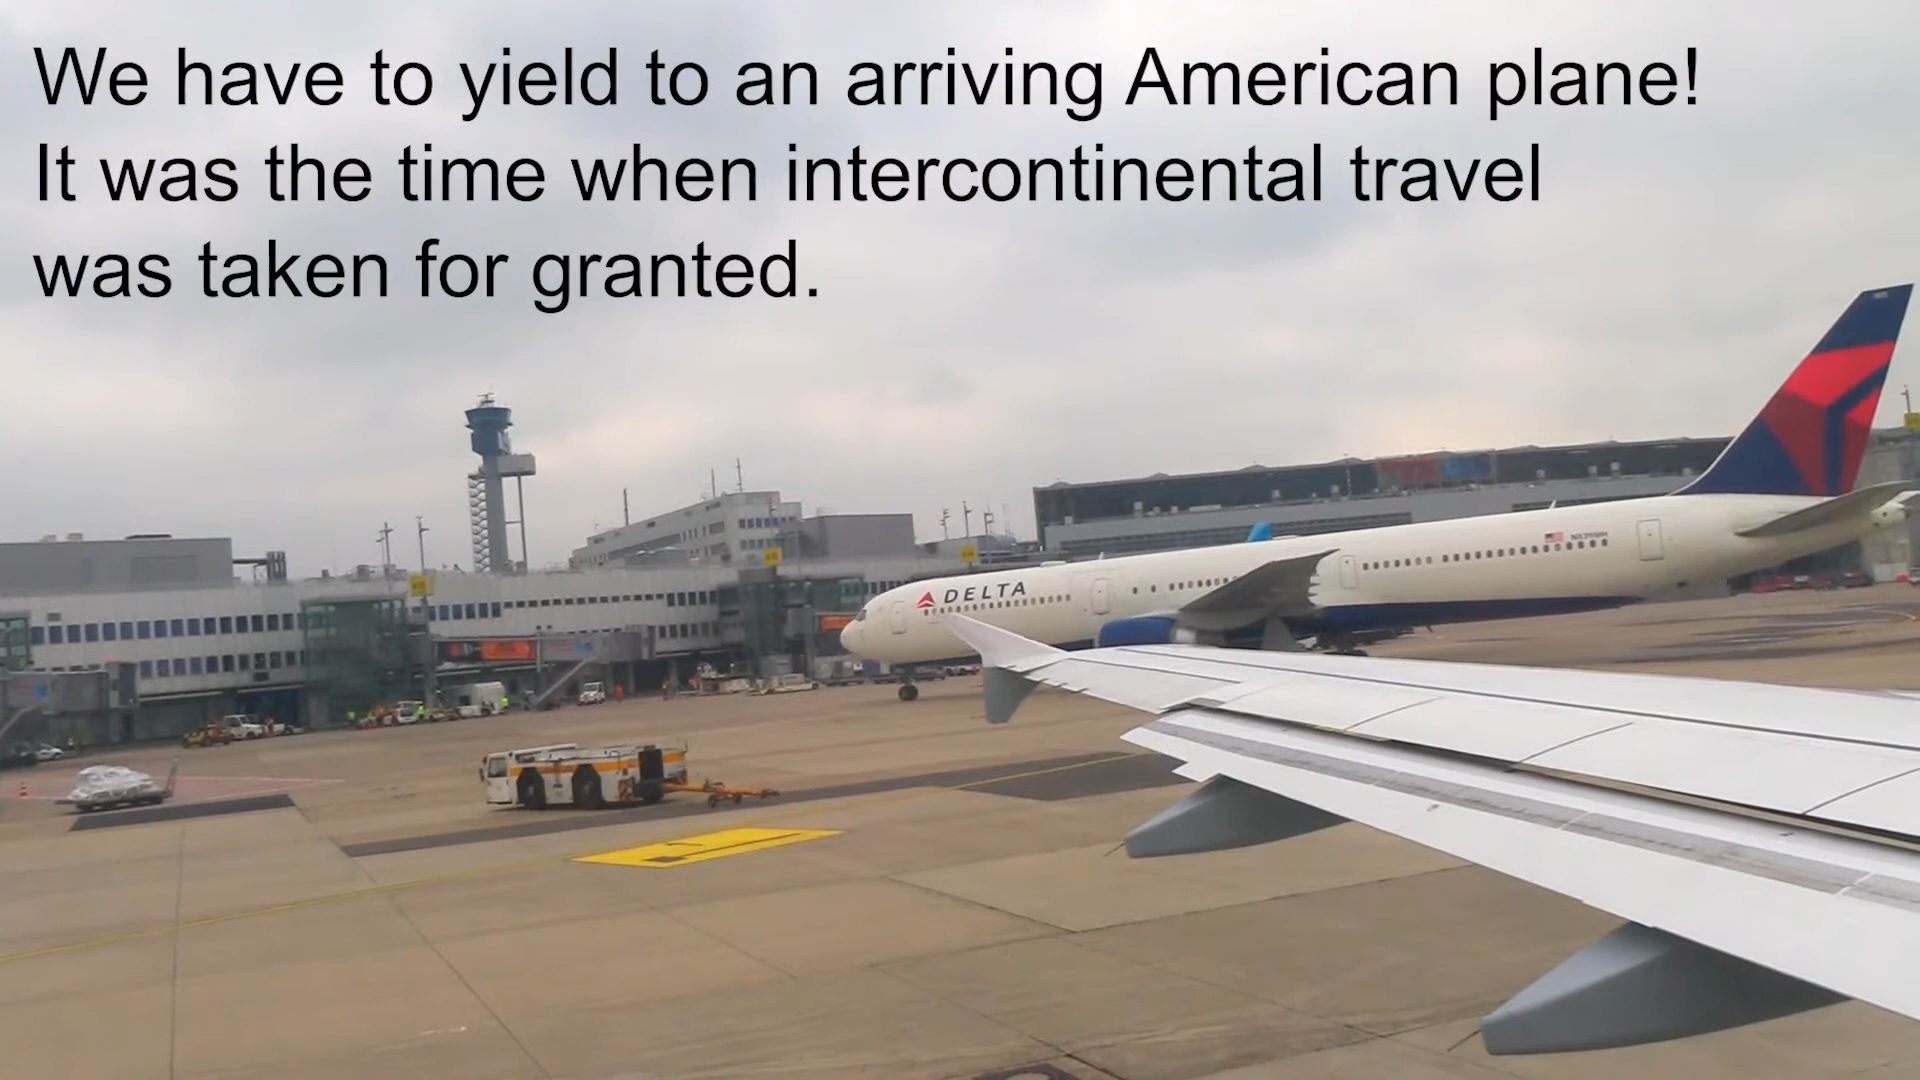 We have to yield to an arriving American plane!
It was the time when intercontinental travel
was taken for granted.
DELTA